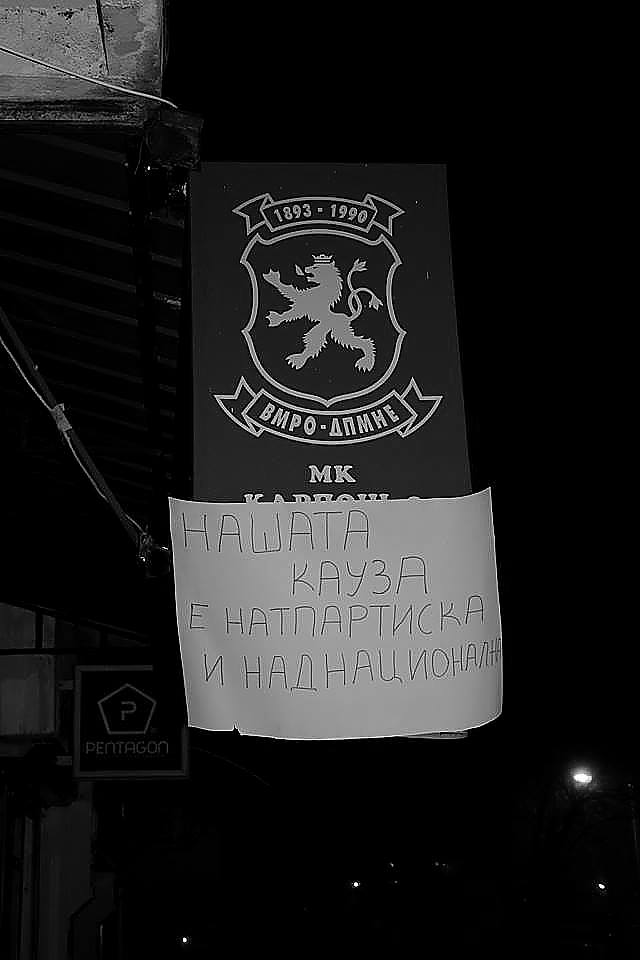 1893 - 1990
ВМРО-ДПМНЕ
МК
НАШАТА
КАУЗА
Е НАТПАРТИСКА
И НАДНАЦИОНАЛНА
P
PENTAGON